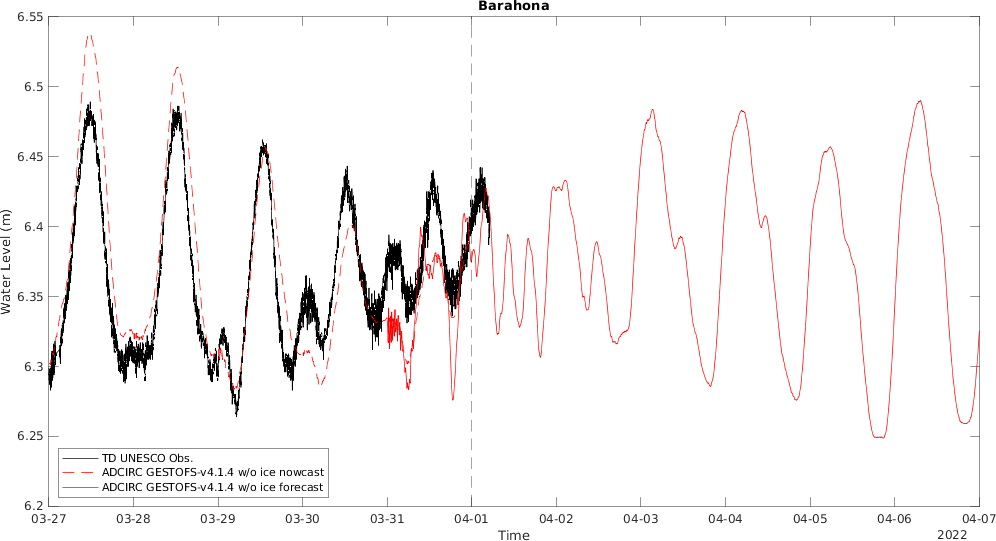 Barahona
6.55
6.5
6.45
6.4
6.35
6.3
6.25
6.2
Water Level (m)
TD UNESCO Obs.
ADCIRC GESTOFS-v4.1.4 w/o ice nowcast
ADCIRC GESTOFS-v4.1.4 w/o ice forecast
03-27 03-28 03-29 03-30 03-31 04-01 04-02 04-03 04-04 04-05 04-06 04-07
Time
2022